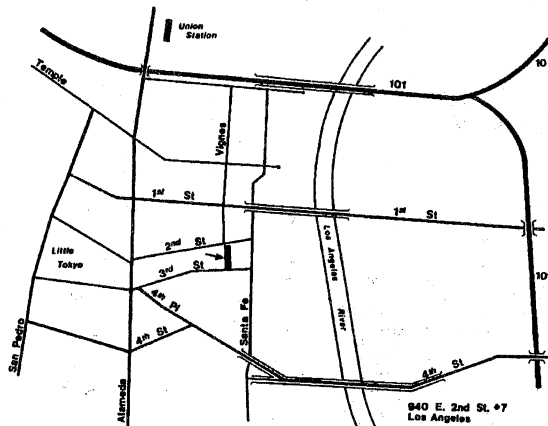 Union
Station
10
Temple
101
Vignes
1st St
1st St
Los Angeles
River
2nd St
Little
Tokyo
3rd St
10
4th Pl
Santa Fe
4th St
4th St
San Pedro
Alameda
940 E. 2nd St. #7
Los Angeles